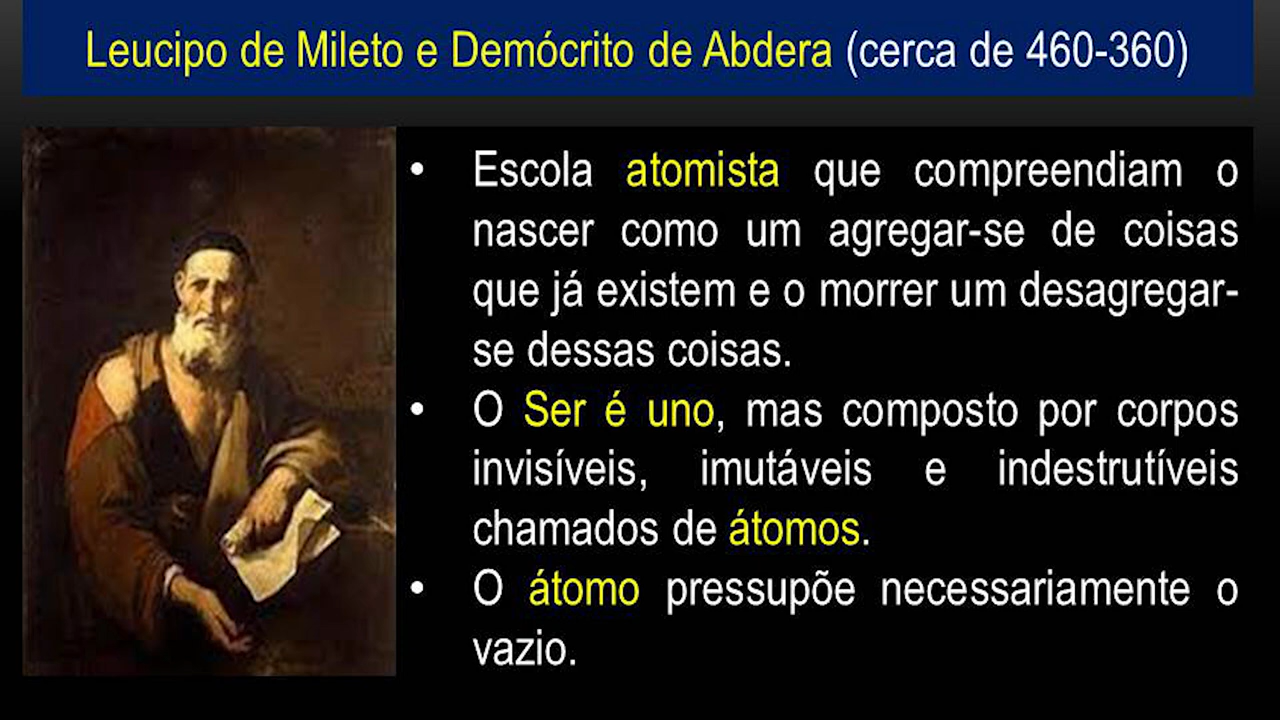 Leucipo de Mileto e Demócrito de Abdera (cerca de 460-360)
• Escola atomista que compreendiam o
nascer como um agregar-se de coisas
que já existem e o morrer um desagregar-
se dessas coisas.
• O Ser é uno, mas composto por corpos
invisíveis, imutáveis e indestrutíveis
chamados de átomos.
• O átomo pressupõe necessariamente o
vazio.